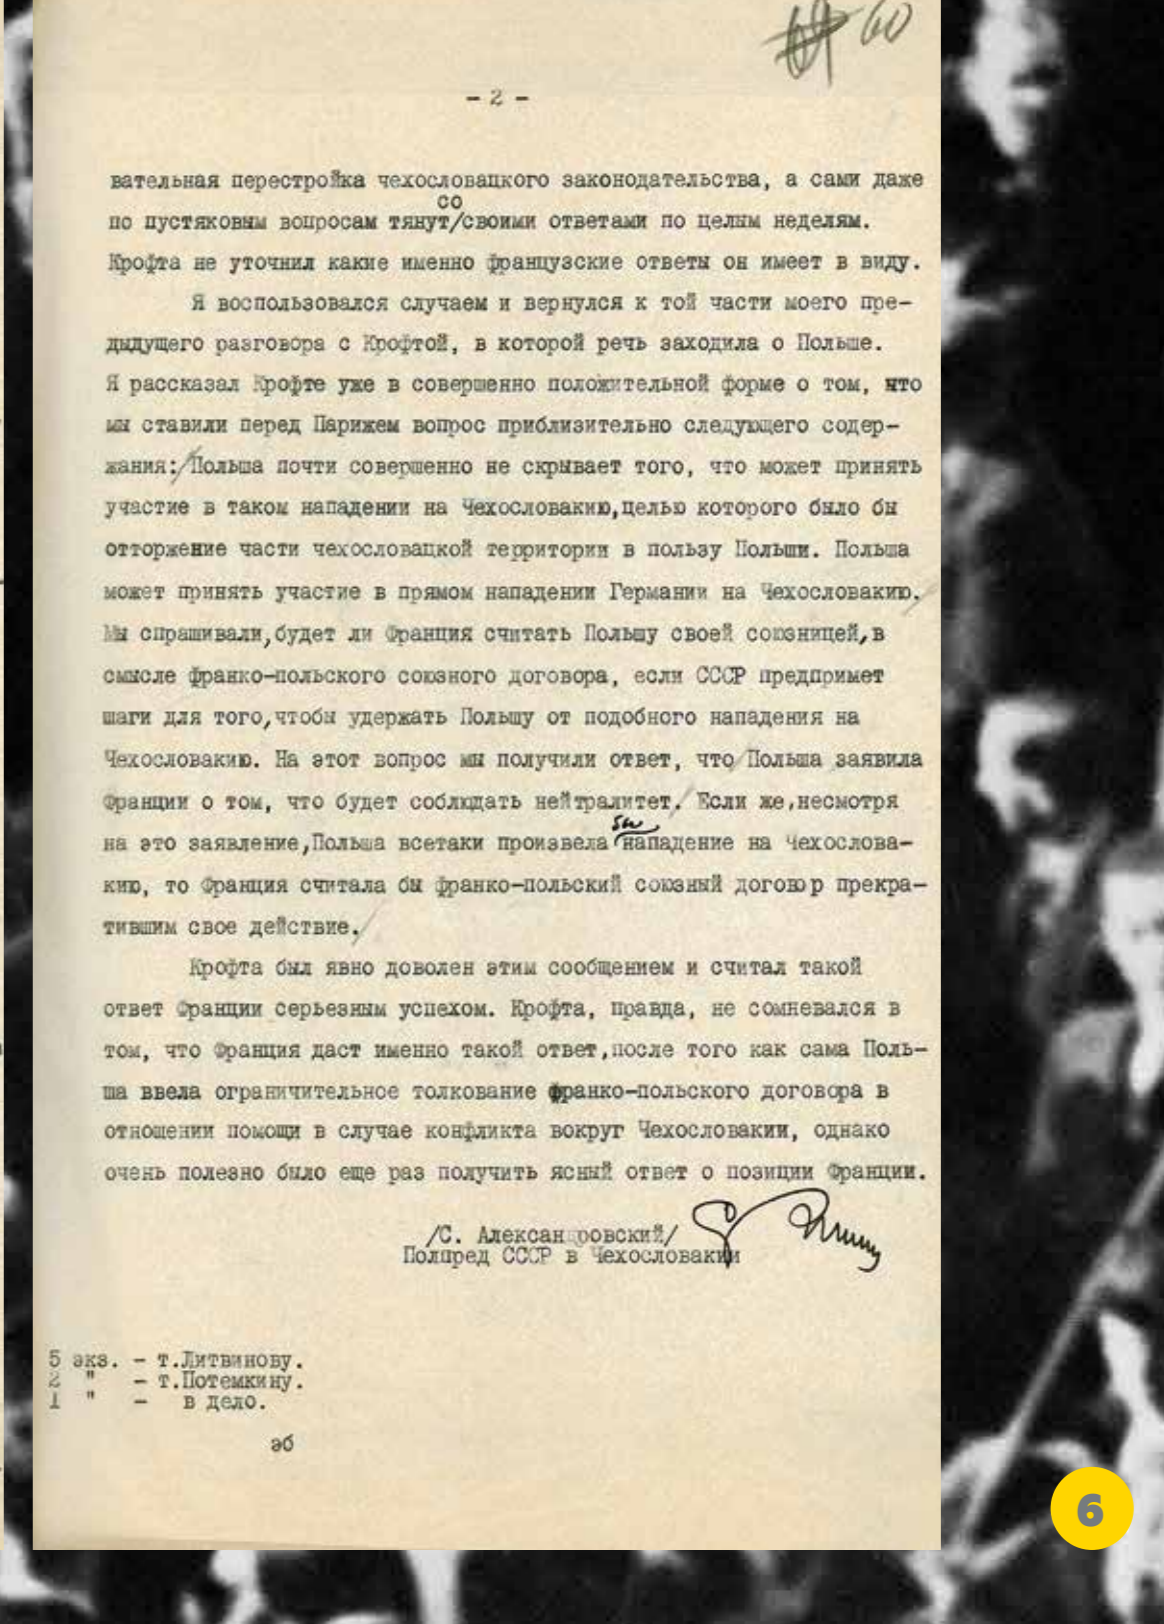 60
- 2 -
вательная перестройка чехословацкого законодательства, а сами даже
со
по пустяковым вопросам тянут/своими ответами по целым неделям.
Крофта не уточнил какие именно французские ответы он имеет в виду.
Я воспользовался случаем и вернулся к той части моего пре-
дыдущего разговора с Крофтой, в которой речь заходила о Польше.
Я рассказал Крофте уже в совершенно положительной форме о том, что
мы ставили перед Парижем вопрос приблизительно следующего содер-
жания:/Польша почти совершенно не скрывает того, что может принять
участие в таком нападении на Чехословакию,целью которого было бы
отторжение части чехословацкой территории в пользу Польши. Польша
может принять участие в прямом нападении Германии на Чехословакию./
Мы спрашивали,будет ли Франция считать Польшу своей союзницей,в
смысле франко-польского союзного договора, если СССР предпримет
шаги для того,чтобы удержать Польшу от подобного нападения на
Чехословакию. На этот вопрос мы получили ответ, что/Польша заявила
Франции о том, что будет соблюдать нейтралитет./ Если же,несмотря
на это заявление,Польша всетаки произвела нападение на Чехослова-
кию, то Франция считала бы франко-польский союзный договор прекра-
тившим свое действие./
Крофта был явно доволен этим сообщением и считал такой
ответ Франции серьезным успехом. Крофта, правда, не сомневался в
том, что Франция даст именно такой ответ,после того как сама Поль-
ша ввела ограничительное толкование франко-польского договора в
отношении помощи в случае конфликта вокруг Чехословакии, однако
очень полезно было еще раз получить ясный ответ о позиции Франции.
/С. Александровский/
Полпред СССР в Чехословакии
5 экз. - т.Литвинову.
2 " - т.Потемкину.
1 " - в дело.
эб
6